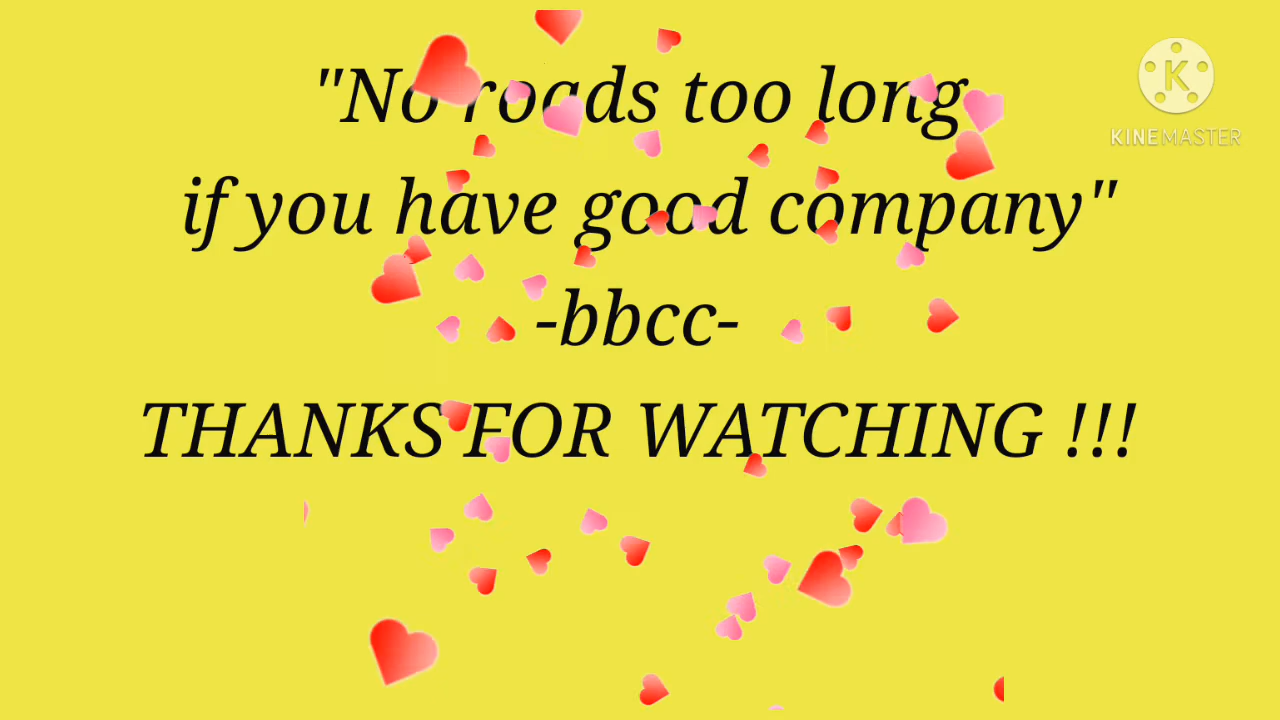 "No roads too long
if you have good company"
-bbcc-
THANKS FOR WATCHING !!!
K
KINEMASTER